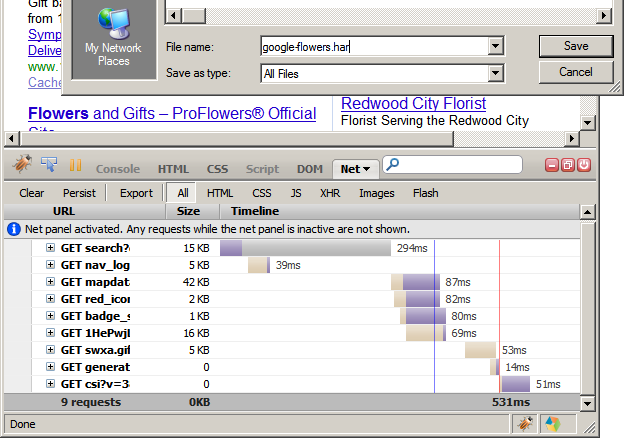 Ful
from 1
Symp
Delive
www.
Cache
My Network
Places
File name:
google-flowers.har
Save
Save as type:
All Files
Cancel
Flowers and Gifts – ProFlowers® Official
Site
Redwood City Florist
Florist Serving the Redwood City
Console HTML CSS Script DOM Net
Clear Persist Export All HTML CSS JS XHR Images Flash
URL Size Timeline
Net panel activated. Any requests while the net panel is inactive are not shown.
GET search?( 15 KB 294ms
GET nav_log 5 KB 39ms
GET mapdat 42 KB 87ms
GET red_icon 2 KB 82ms
GET badge_s 1 KB 80ms
GET 1HePwjL 16 KB 69ms
GET swxa.gif 5 KB 53ms
GET generat 0 14ms
GET csi?v=3 0 51ms
9 requests 0KB 531ms
Done